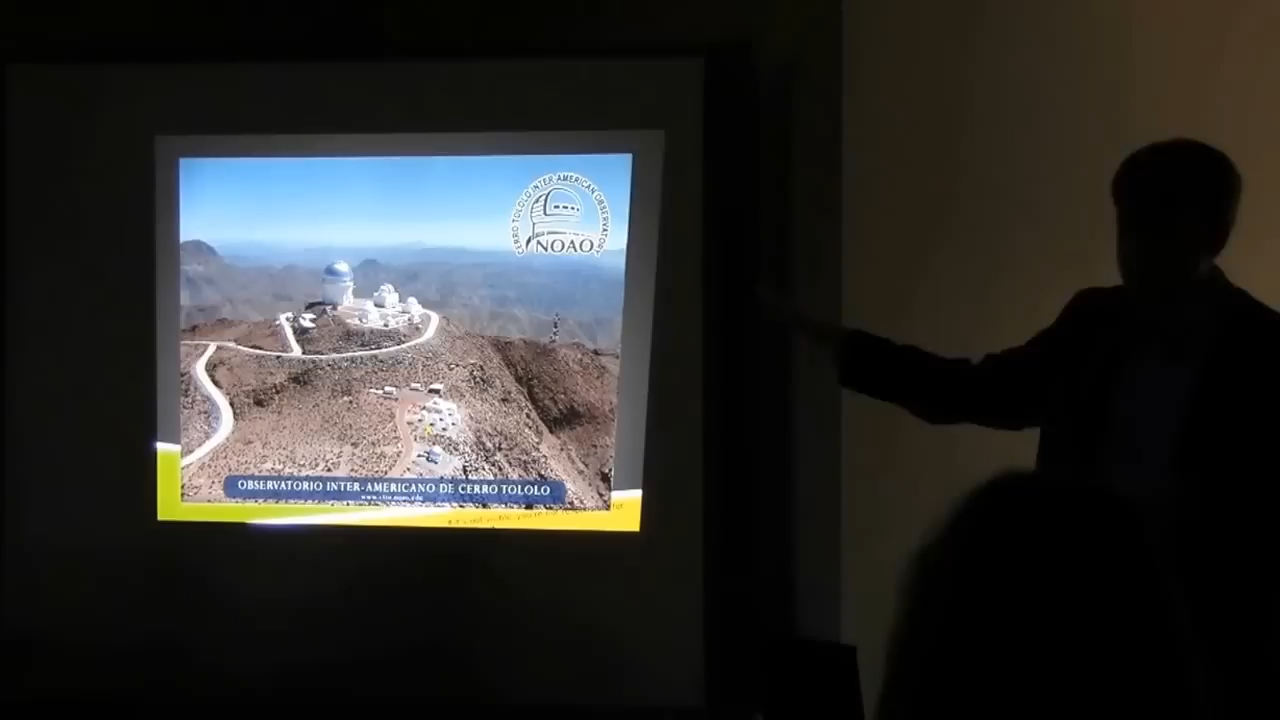 CERRO TOLOLO INTER-AMERICAN OBSERVATORY
NOAO
OBSERVATORIO INTER-AMERICANO DE CERRO TOLOLO